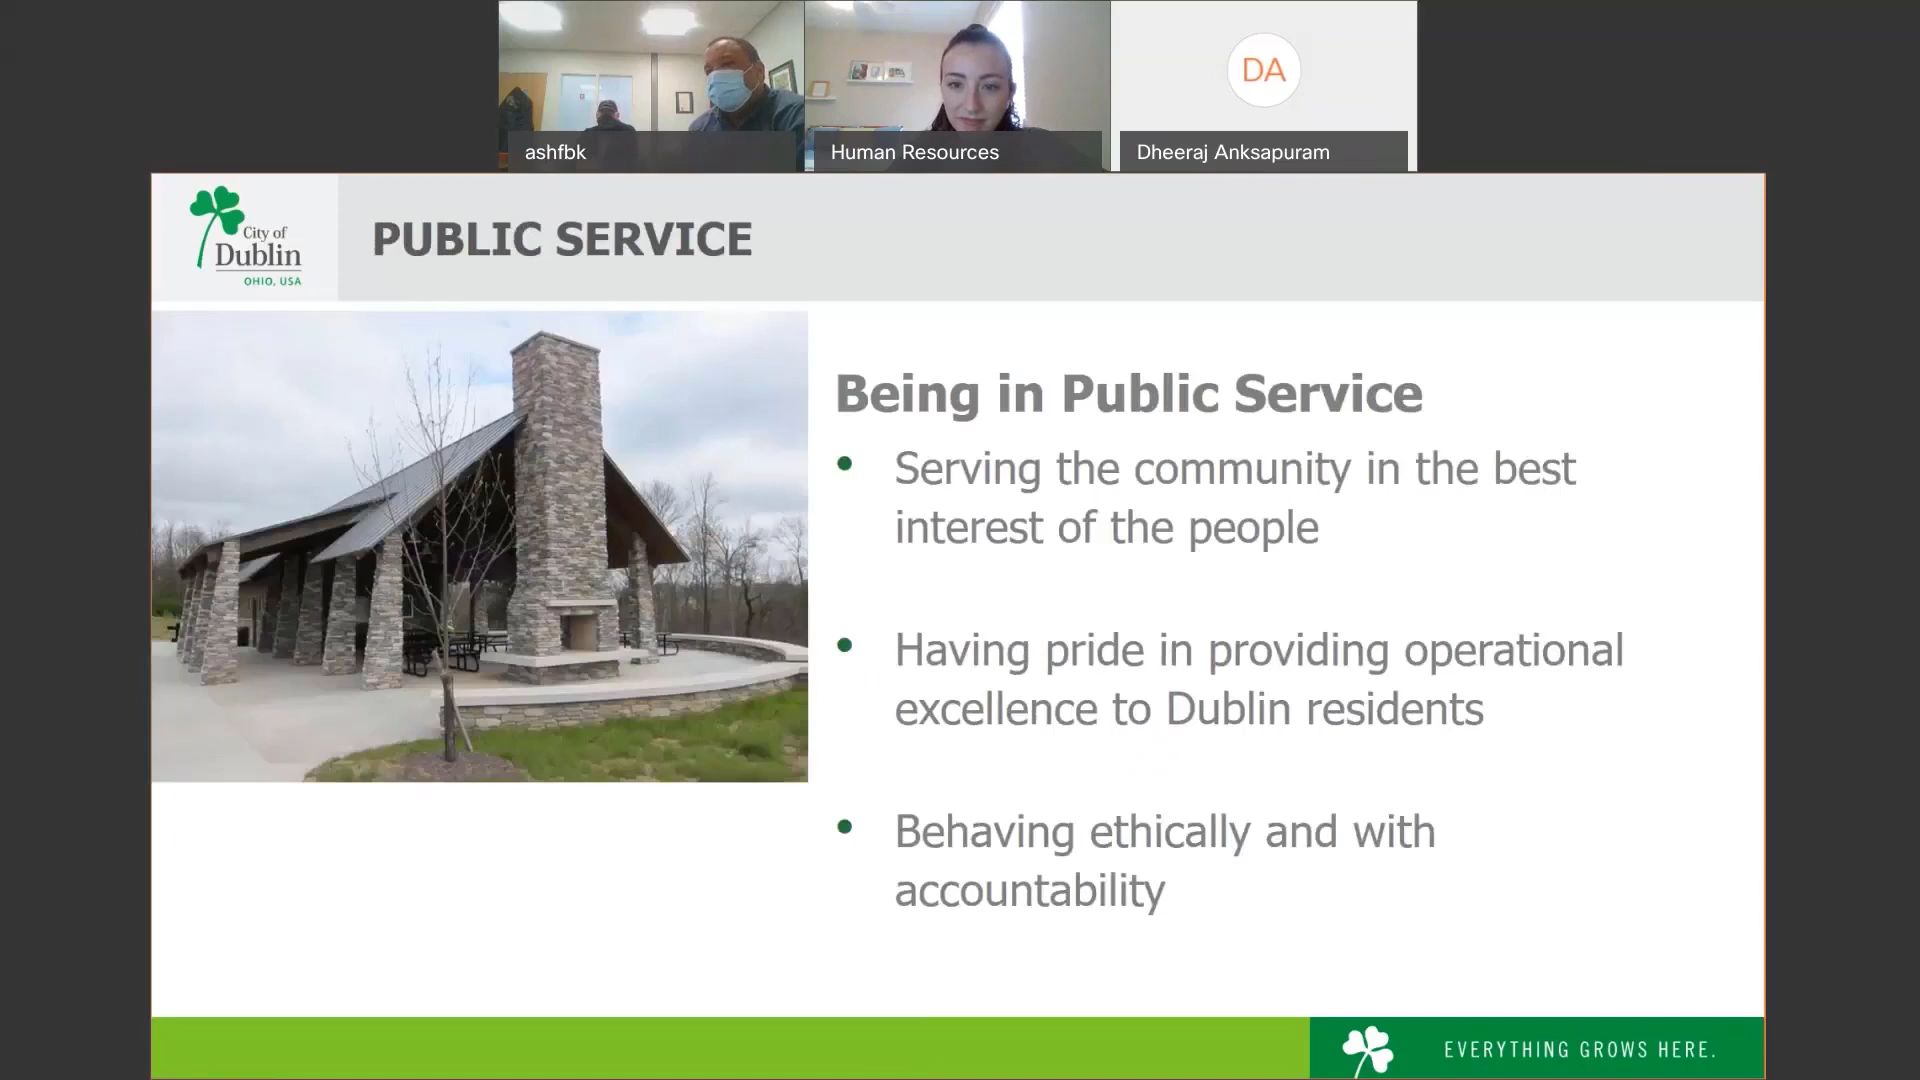 DA
ashfbk
Human Resources
Dheeraj Anksapuram
City of
Dublin
OHIO, USA
PUBLIC SERVICE
Being in Public Service
• Serving the community in the best
interest of the people
• Having pride in providing operational
excellence to Dublin residents
• Behaving ethically and with
accountability
EVERYTHING GROWS HERE.